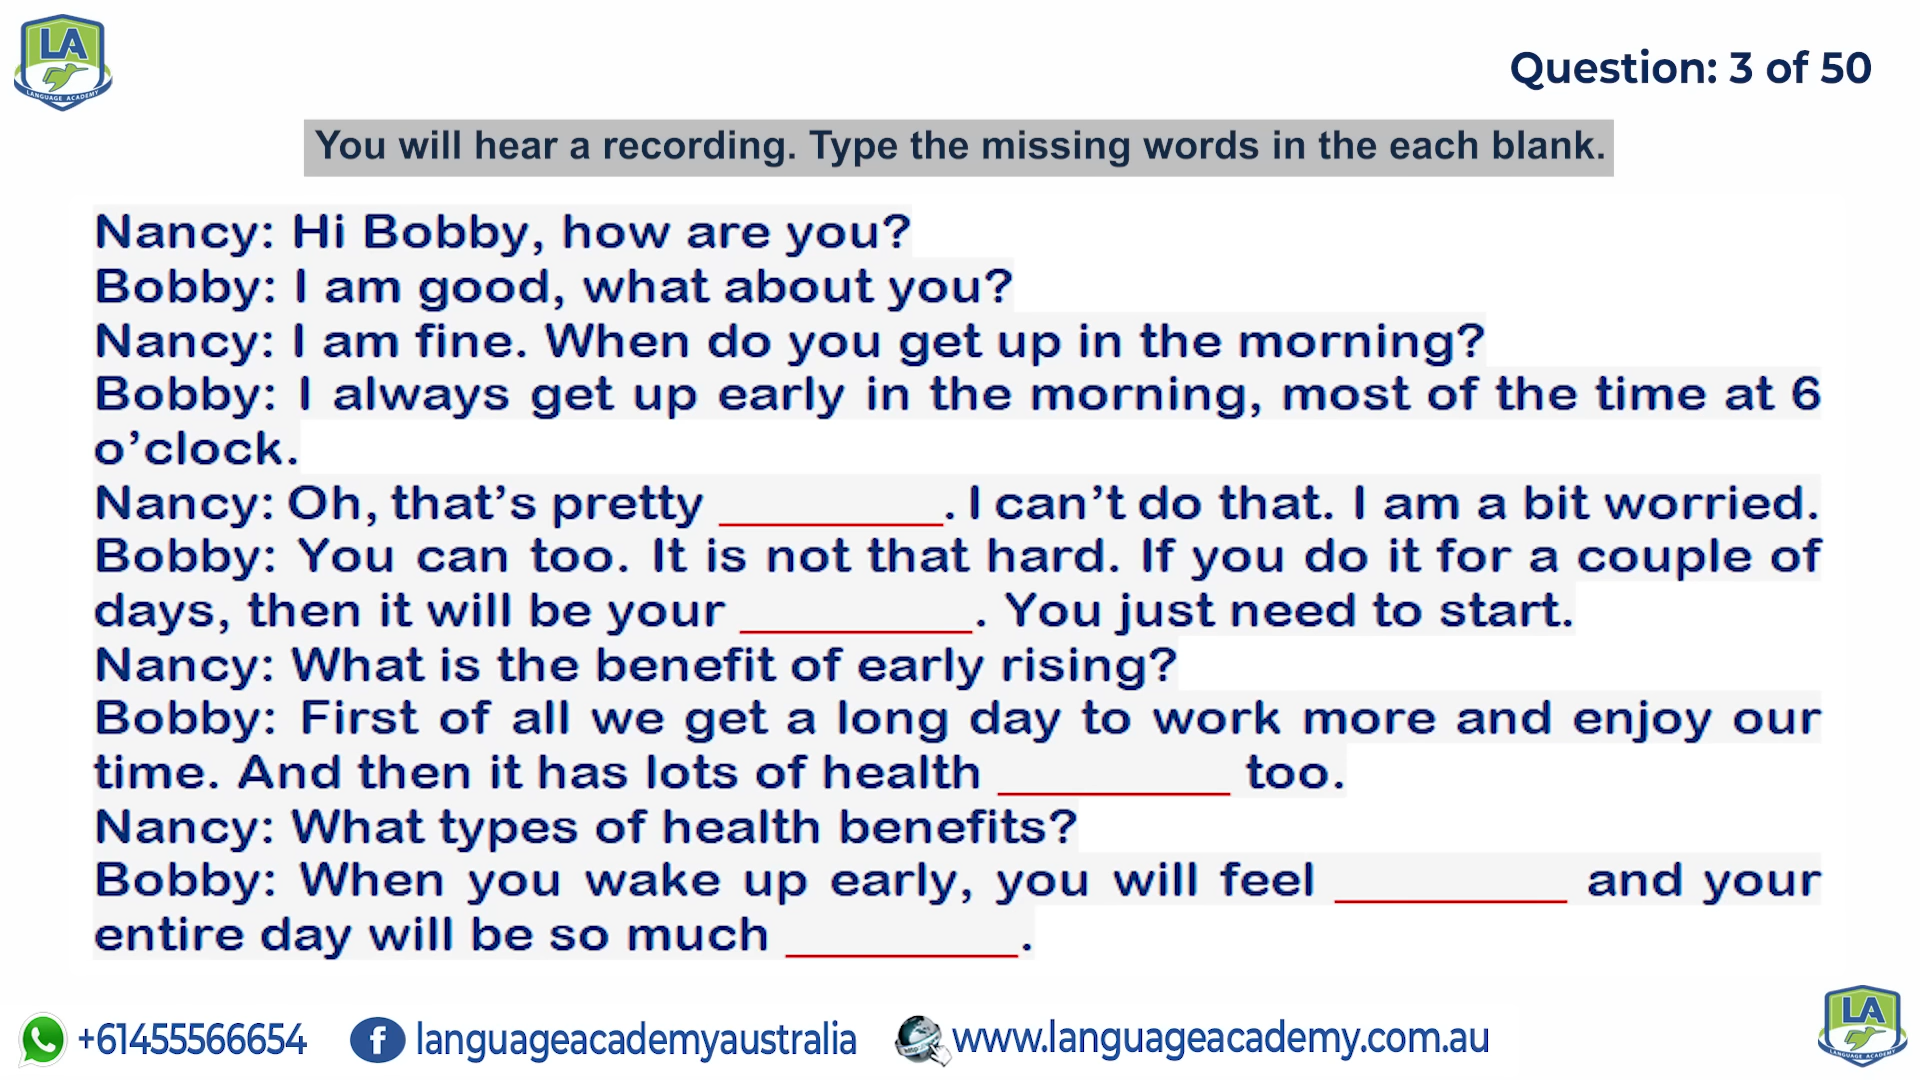 LA
LANGUAGE ACADEMY
Question: 3 of 50
You will hear a recording. Type the missing words in the each blank.
Nancy: Hi Bobby, how are you?
Bobby: I am good, what about you?
Nancy: I am fine. When do you get up in the morning?
Bobby: I always get up early in the morning, most of the time at 6
o’clock.
Nancy: Oh, that’s pretty ________. I can’t do that. I am a bit worried.
Bobby: You can too. It is not that hard. If you do it for a couple of
days, then it will be your ________. You just need to start.
Nancy: What is the benefit of early rising?
Bobby: First of all we get a long day to work more and enjoy our
time. And then it has lots of health ________ too.
Nancy: What types of health benefits?
Bobby: When you wake up early, you will feel ________ and your
entire day will be so much ________.
+61455566654
f languageacademyaustralia
http:// www.languageacademy.com.au
LA
LANGUAGE ACADEMY